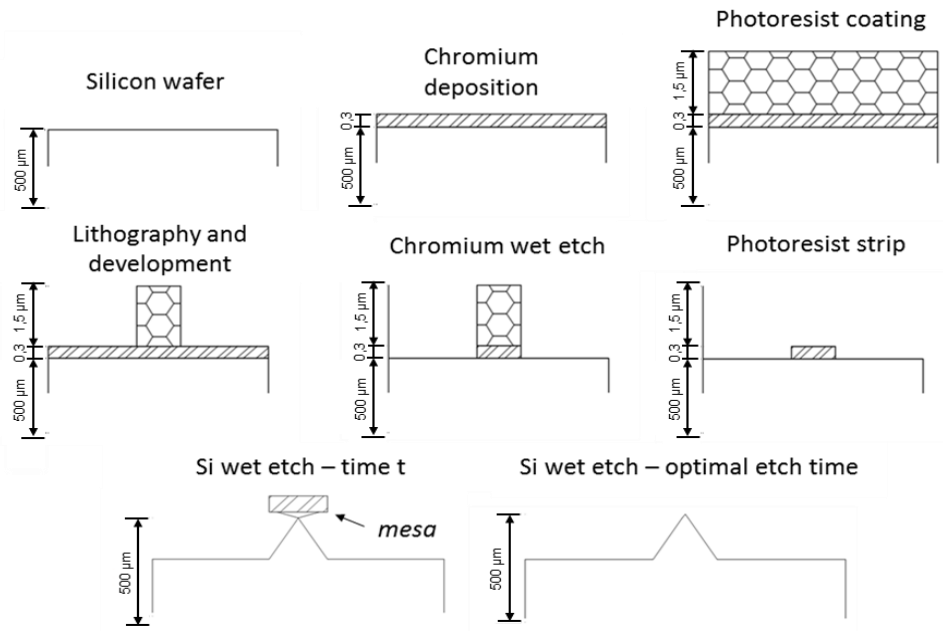 Silicon wafer
500 µm
Chromium
deposition
0,3
500 µm
Photoresist coating
1,5 µm
0,3
500 µm
Lithography and
development
1,5 µm
0,3
500 µm
Chromium wet etch
1,5 µm
0,3
500 µm
Photoresist strip
1,5 µm
0,3
500 µm
Si wet etch – time t
mesa
500 µm
Si wet etch – optimal etch time
500 µm